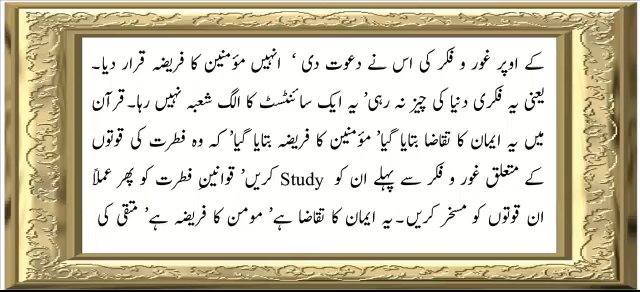 کے اوپر غور و فکر کی اس نے دعوت دی ‘ انہیں مؤمنین کا فریضہ قرار دیا۔
یعنی یہ فکری دنیا کی چیز نہ رہی’ یہ ایک سائنٹسٹ کا الگ شعبہ نہیں رہا۔ قرآن
میں یہ ایمان کا تقاضا بتایا گیا’ مؤمنین کا فریضہ بتایا گیا’ کہ وہ فطرت کی قوتوں
کے متعلق غور و فکر سے پہلے ان کو Study کریں’ قوانینِ فطرت کو پھر عملاً
ان قوتوں کو مسخر کریں۔ یہ ایمان کا تقاضا ہے’ مومن کا فریضہ ہے’ متقی کی